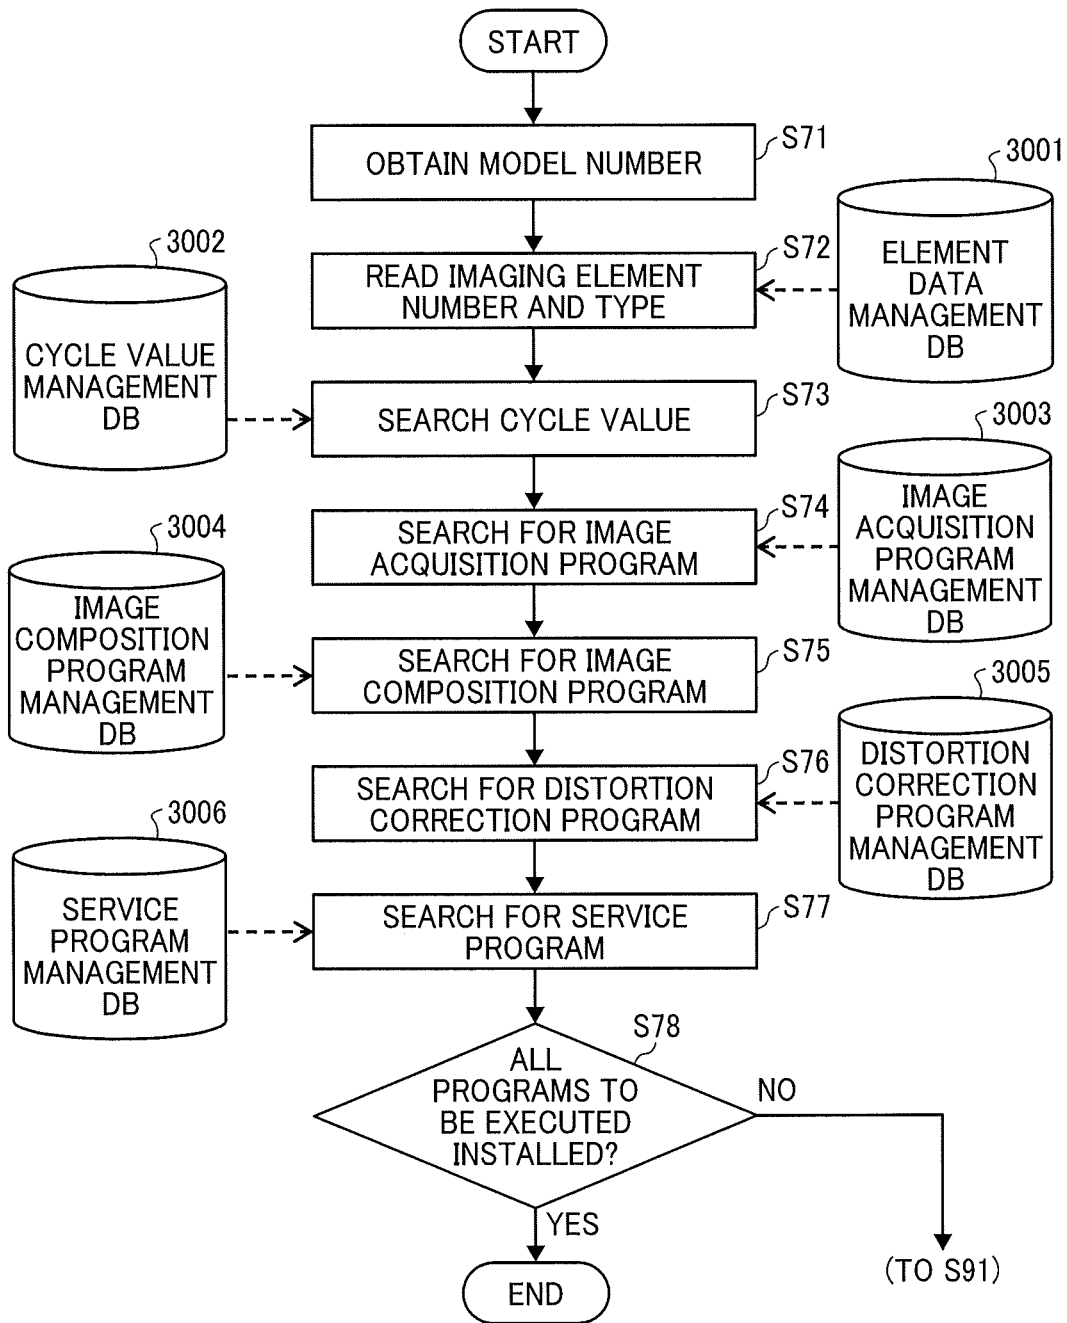 START
S71
OBTAIN MODEL NUMBER
3001
ELEMENT
DATA
MANAGEMENT
DB
S72
READ IMAGING ELEMENT
NUMBER AND TYPE
3002
CYCLE VALUE
MANAGEMENT
DB
S73
SEARCH CYCLE VALUE
3003
IMAGE
ACQUISITION
PROGRAM
MANAGEMENT
DB
S74
SEARCH FOR IMAGE
ACQUISITION PROGRAM
3004
IMAGE
COMPOSITION
PROGRAM
MANAGEMENT
DB
S75
SEARCH FOR IMAGE
COMPOSITION PROGRAM
3005
DISTORTION
CORRECTION
PROGRAM
MANAGEMENT
DB
S76
SEARCH FOR DISTORTION
CORRECTION PROGRAM
3006
SERVICE
PROGRAM
MANAGEMENT
DB
S77
SEARCH FOR SERVICE
PROGRAM
S78
ALL
PROGRAMS TO
BE EXECUTED
INSTALLED?
NO
YES
(TO S91)
END